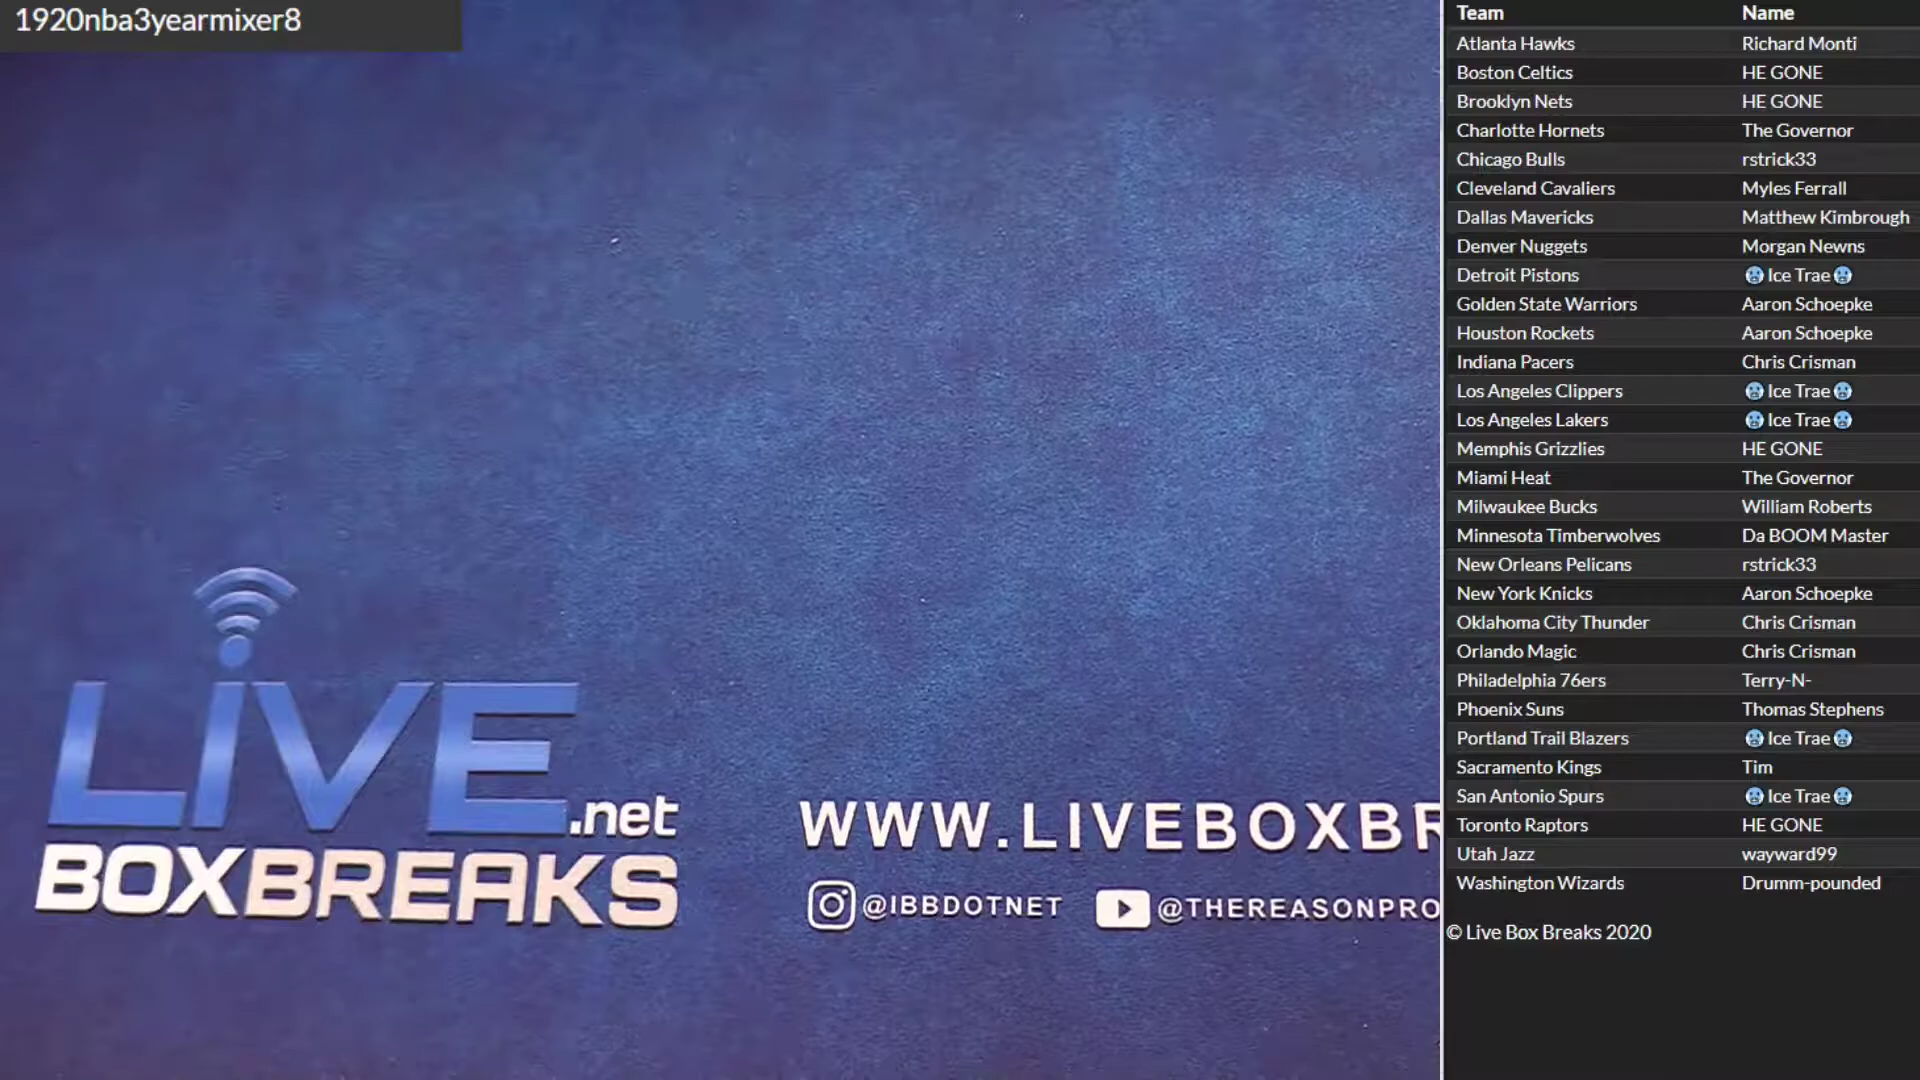 1920nba3yearmixer8
LIVE.net
BOXBREAKS
WWW.LIVEBOXBR
@IBBDOTNET @THEREASONPRO
Team Name
Atlanta Hawks Richard Monti
Boston Celtics HE GONE
Brooklyn Nets HE GONE
Charlotte Hornets The Governor
Chicago Bulls rstrick33
Cleveland Cavaliers Myles Ferrall
Dallas Mavericks Matthew Kimbrough
Denver Nuggets Morgan Newns
Detroit Pistons 🥶Ice Trae🥶
Golden State Warriors Aaron Schoepke
Houston Rockets Aaron Schoepke
Indiana Pacers Chris Crisman
Los Angeles Clippers 🥶Ice Trae🥶
Los Angeles Lakers 🥶Ice Trae🥶
Memphis Grizzlies HE GONE
Miami Heat The Governor
Milwaukee Bucks William Roberts
Minnesota Timberwolves Da BOOM Master
New Orleans Pelicans rstrick33
New York Knicks Aaron Schoepke
Oklahoma City Thunder Chris Crisman
Orlando Magic Chris Crisman
Philadelphia 76ers Terry-N-
Phoenix Suns Thomas Stephens
Portland Trail Blazers 🥶Ice Trae🥶
Sacramento Kings Tim
San Antonio Spurs 🥶Ice Trae🥶
Toronto Raptors HE GONE
Utah Jazz wayward99
Washington Wizards Drumm-pounded
© Live Box Breaks 2020